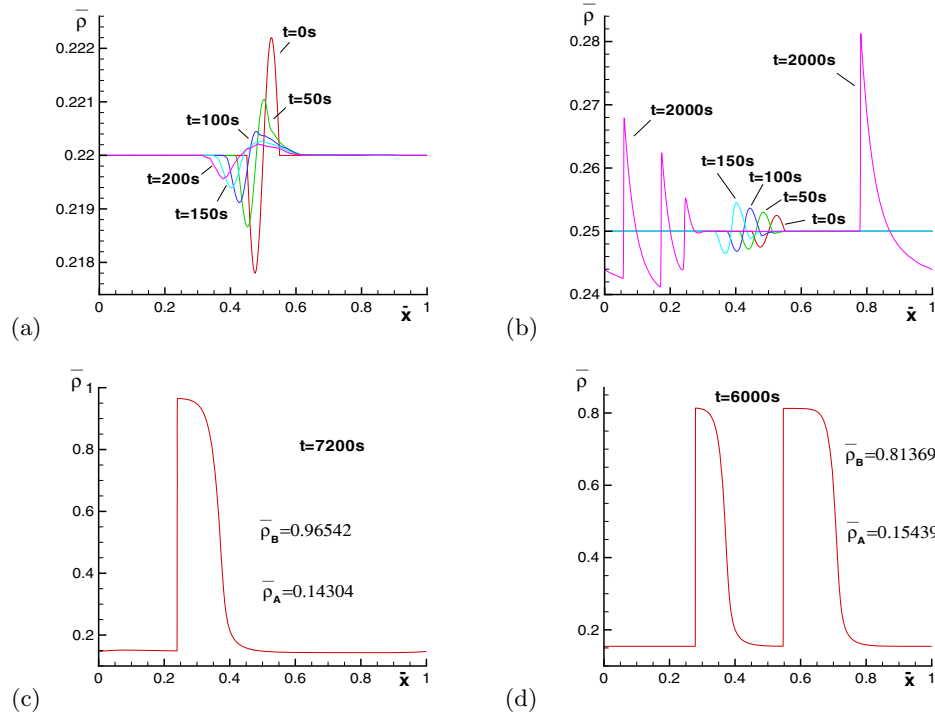 ρ̅
0.222
0.221
0.22
0.219
0.218
t=0s
t=50s
t=100s
t=200s
t=150s
0 0.2 0.4 0.6 0.8 1
x̄
(a)
ρ̅
0.28
0.27
0.26
0.25
0.24
t=2000s
t=2000s
t=150s
t=100s
t=50s
t=0s
0 0.2 0.4 0.6 0.8 1
x̄
(b)
ρ̅
1
0.8
0.6
0.4
0.2
t=7200s
ρ̅_B=0.96542
ρ̅_A=0.14304
0 0.2 0.4 0.6 0.8 1
x̄
(c)
ρ̅
0.8
0.6
0.4
0.2
t=6000s
ρ̅_B=0.81369
ρ̅_A=0.15439
0 0.2 0.4 0.6 0.8 1
x̄
(d)